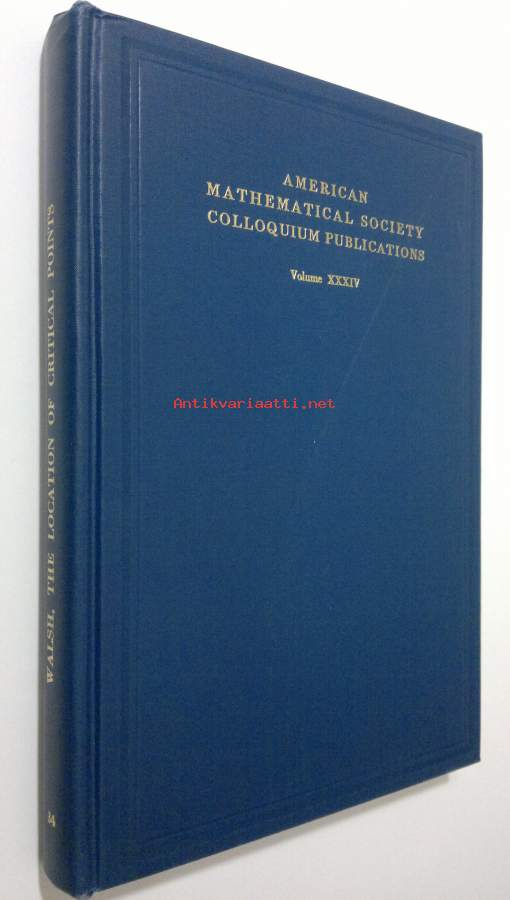 AMERICAN
MATHEMATICAL SOCIETY
COLLOQUIUM PUBLICATIONS
Volume XXXIV
Antikvariaatti.net
WALSH, THE LOCATION OF CRITICAL POINTS
34